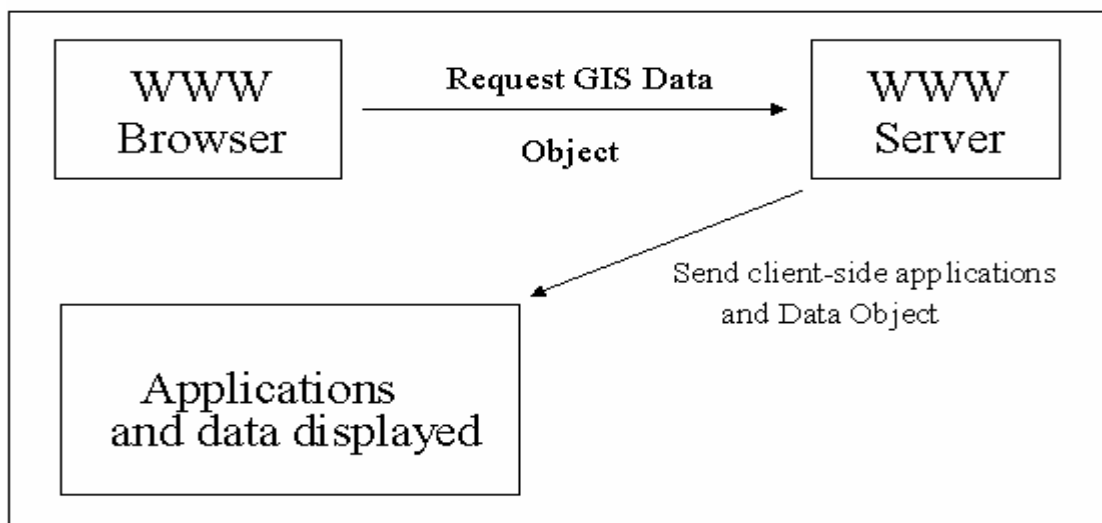 WWW
Browser
Request GIS Data
Object
WWW
Server
Send client-side applications
and Data Object
Applications
and data displayed